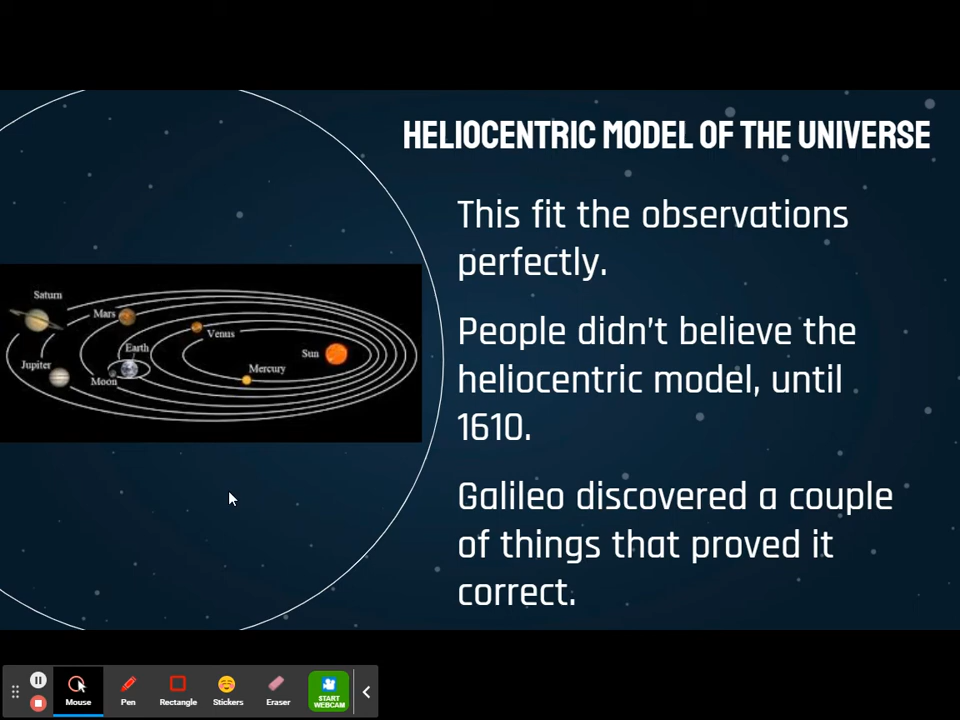 HELIOCENTRIC MODEL OF THE UNIVERSE
This fit the observations
perfectly.
People didn't believe the
heliocentric model, until
1610.
Galileo discovered a couple
of things that proved it
correct.
Saturn
Mars
Venus
Earth
Sun
Jupiter
Mercury
Moon
Mouse
Pen
Rectangle
Stickers
Eraser
START
WEBCAM